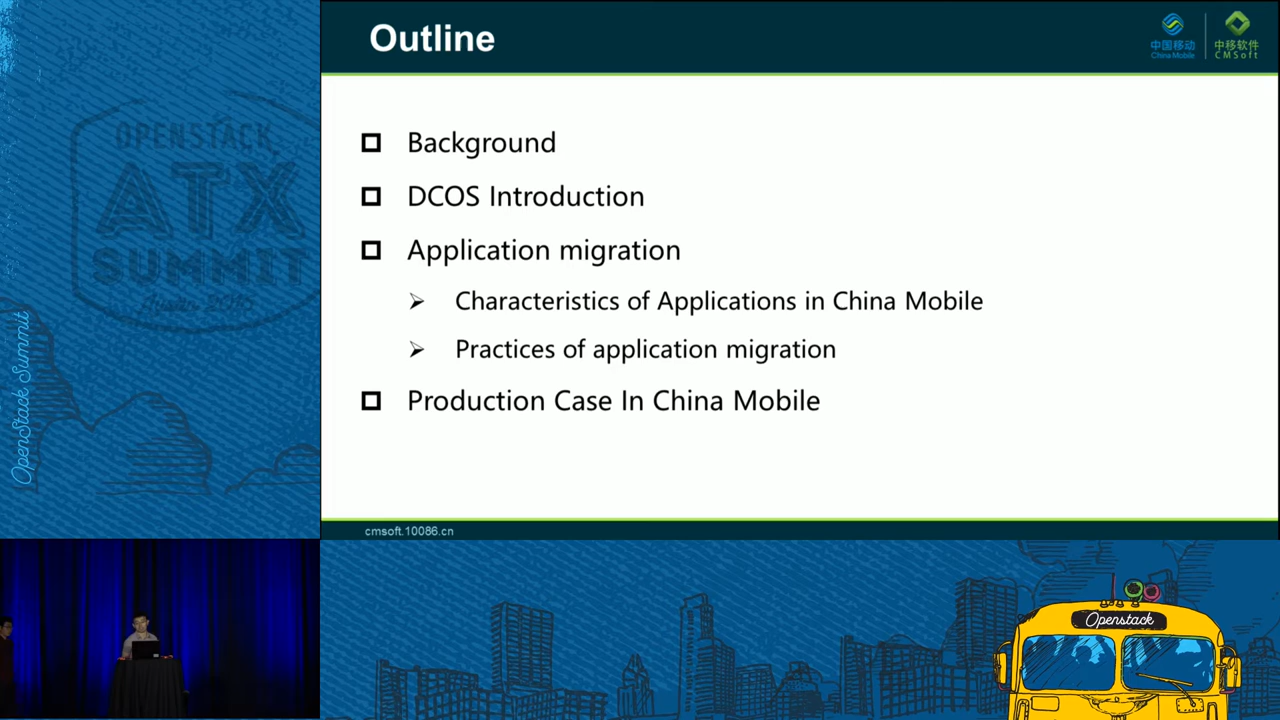 Outline
中国移动
China Mobile
中移软件
CMSoft
Background
DCOS Introduction
Application migration
Characteristics of Applications in China Mobile
Practices of application migration
Production Case In China Mobile
cmsoft.10086.cn
OPENSTACK
ATX
SUMMIT
Austin, 2016
OpenStack Summit
Openstack